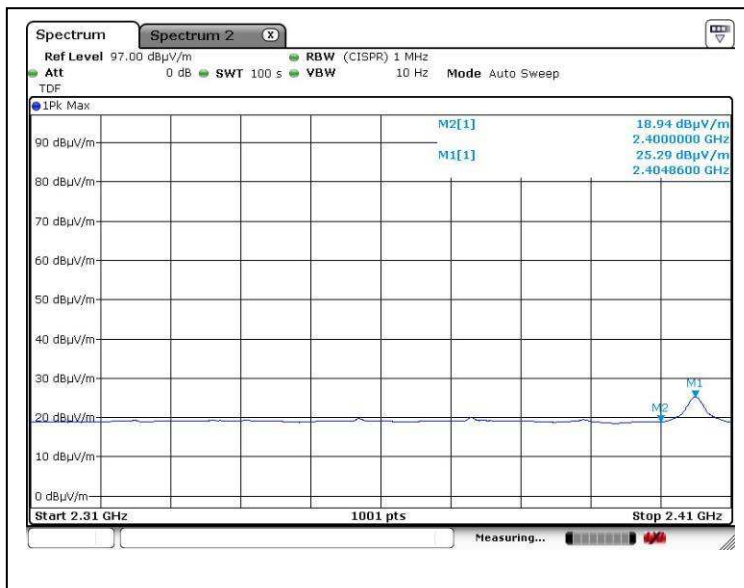 Spectrum
Spectrum 2
X
Ref Level 97.00 dBµV/m
RBW (CISPR) 1 MHz
Att 0 dB
SWT 100 s
VBW 10 Hz
Mode Auto Sweep
TDF
1Pk Max
M2[1] 18.94 dBµV/m
2.4000000 GHz
M1[1] 25.29 dBµV/m
2.4048600 GHz
90 dBµV/m
80 dBµV/m
70 dBµV/m
60 dBµV/m
50 dBµV/m
40 dBµV/m
30 dBµV/m
M1
M2
20 dBµV/m
10 dBµV/m
0 dBµV/m
Start 2.31 GHz 1001 pts Stop 2.41 GHz
Measuring...